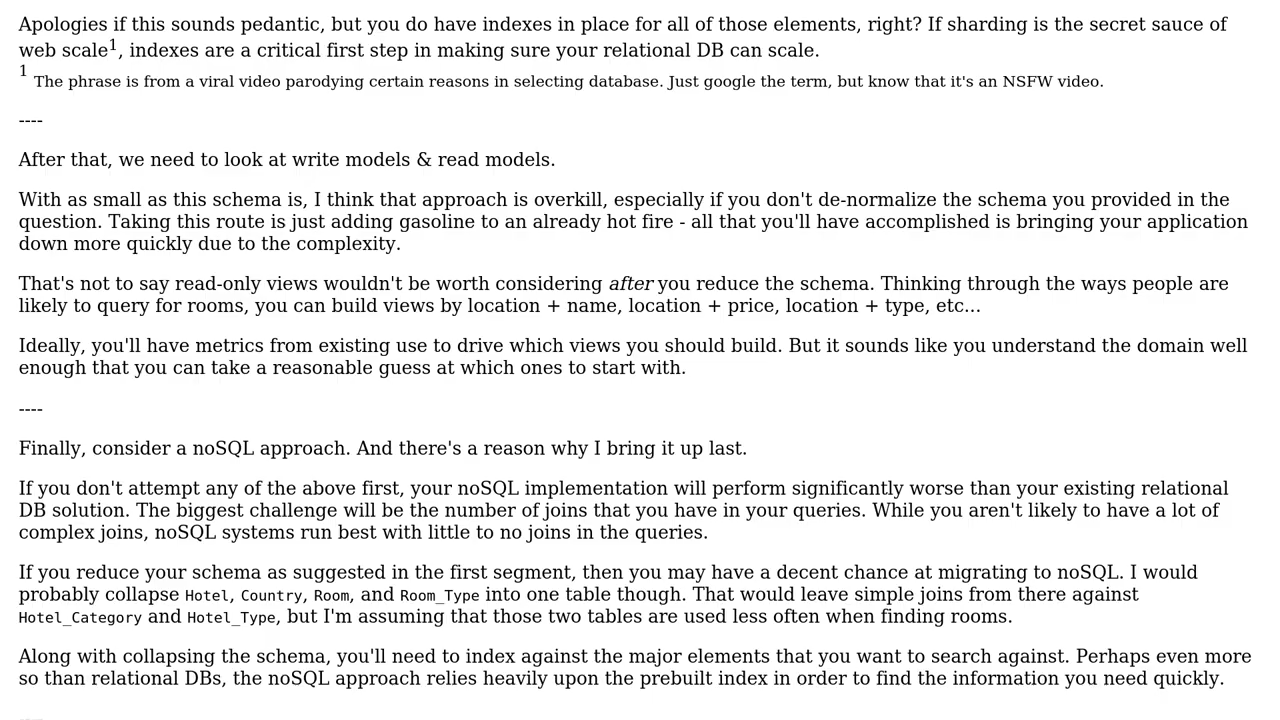 Apologies if this sounds pedantic, but you do have indexes in place for all of those elements, right? If sharding is the secret sauce of
web scale1, indexes are a critical first step in making sure your relational DB can scale.
1 The phrase is from a viral video parodying certain reasons in selecting database. Just google the term, but know that it's an NSFW video.
----
After that, we need to look at write models & read models.
With as small as this schema is, I think that approach is overkill, especially if you don't de-normalize the schema you provided in the
question. Taking this route is just adding gasoline to an already hot fire - all that you'll have accomplished is bringing your application
down more quickly due to the complexity.
That's not to say read-only views wouldn't be worth considering after you reduce the schema. Thinking through the ways people are
likely to query for rooms, you can build views by location + name, location + price, location + type, etc...
Ideally, you'll have metrics from existing use to drive which views you should build. But it sounds like you understand the domain well
enough that you can take a reasonable guess at which ones to start with.
----
Finally, consider a noSQL approach. And there's a reason why I bring it up last.
If you don't attempt any of the above first, your noSQL implementation will perform significantly worse than your existing relational
DB solution. The biggest challenge will be the number of joins that you have in your queries. While you aren't likely to have a lot of
complex joins, noSQL systems run best with little to no joins in the queries.
If you reduce your schema as suggested in the first segment, then you may have a decent chance at migrating to noSQL. I would
probably collapse Hotel, Country, Room, and Room_Type into one table though. That would leave simple joins from there against
Hotel_Category and Hotel_Type, but I'm assuming that those two tables are used less often when finding rooms.
Along with collapsing the schema, you'll need to index against the major elements that you want to search against. Perhaps even more
so than relational DBs, the noSQL approach relies heavily upon the prebuilt index in order to find the information you need quickly.
----